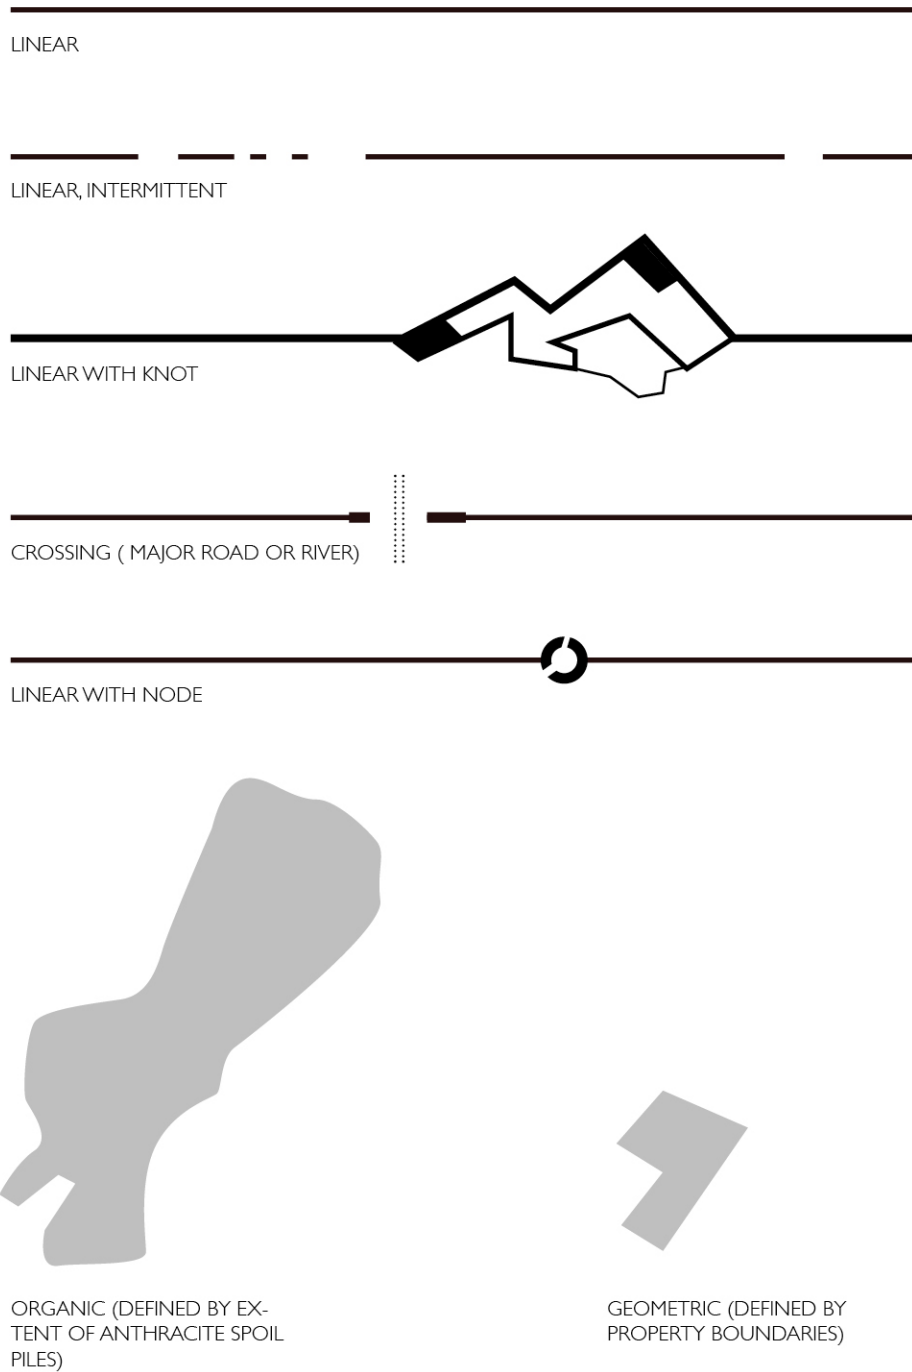 LINEAR
LINEAR, INTERMITTENT
LINEAR WITH KNOT
CROSSING ( MAJOR ROAD OR RIVER)
LINEAR WITH NODE
ORGANIC (DEFINED BY EX-
TENT OF ANTHRACITE SPOIL
PILES)
GEOMETRIC (DEFINED BY
PROPERTY BOUNDARIES)